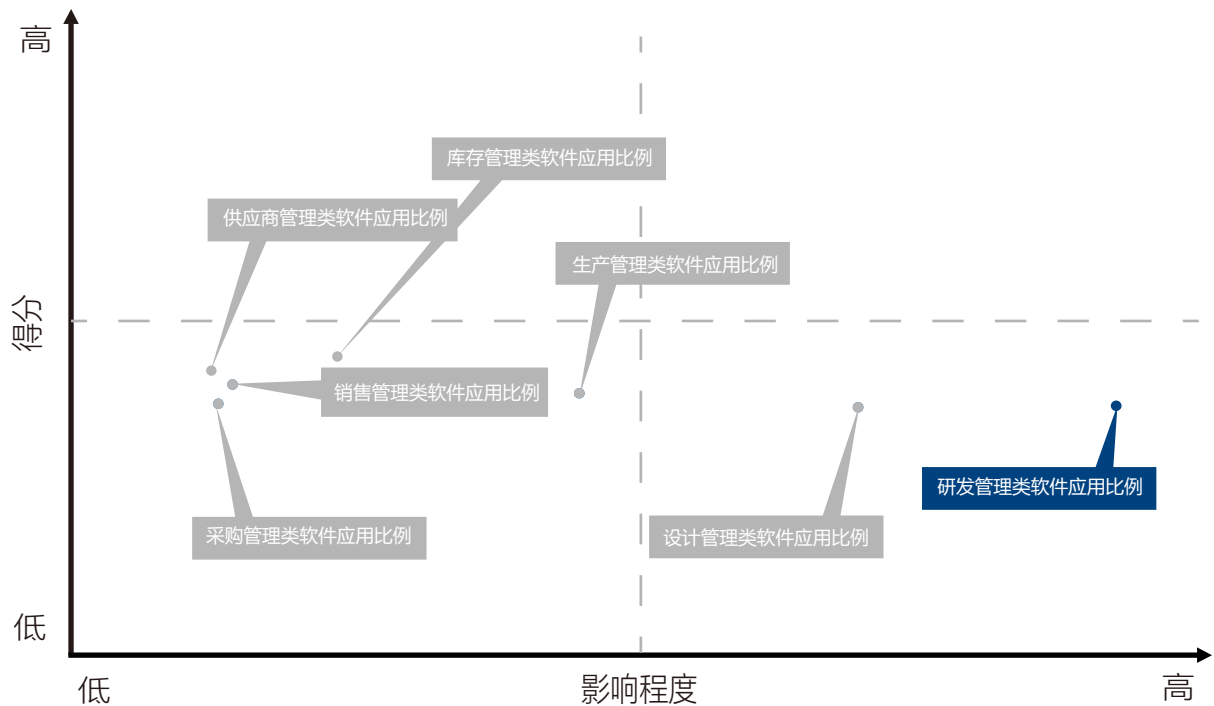 高
库存管理类软件应用比例
供应商管理类软件应用比例
生产管理类软件应用比例
得分
销售管理类软件应用比例
研发管理类软件应用比例
采购管理类软件应用比例
设计管理类软件应用比例
低
低
影响程度
高